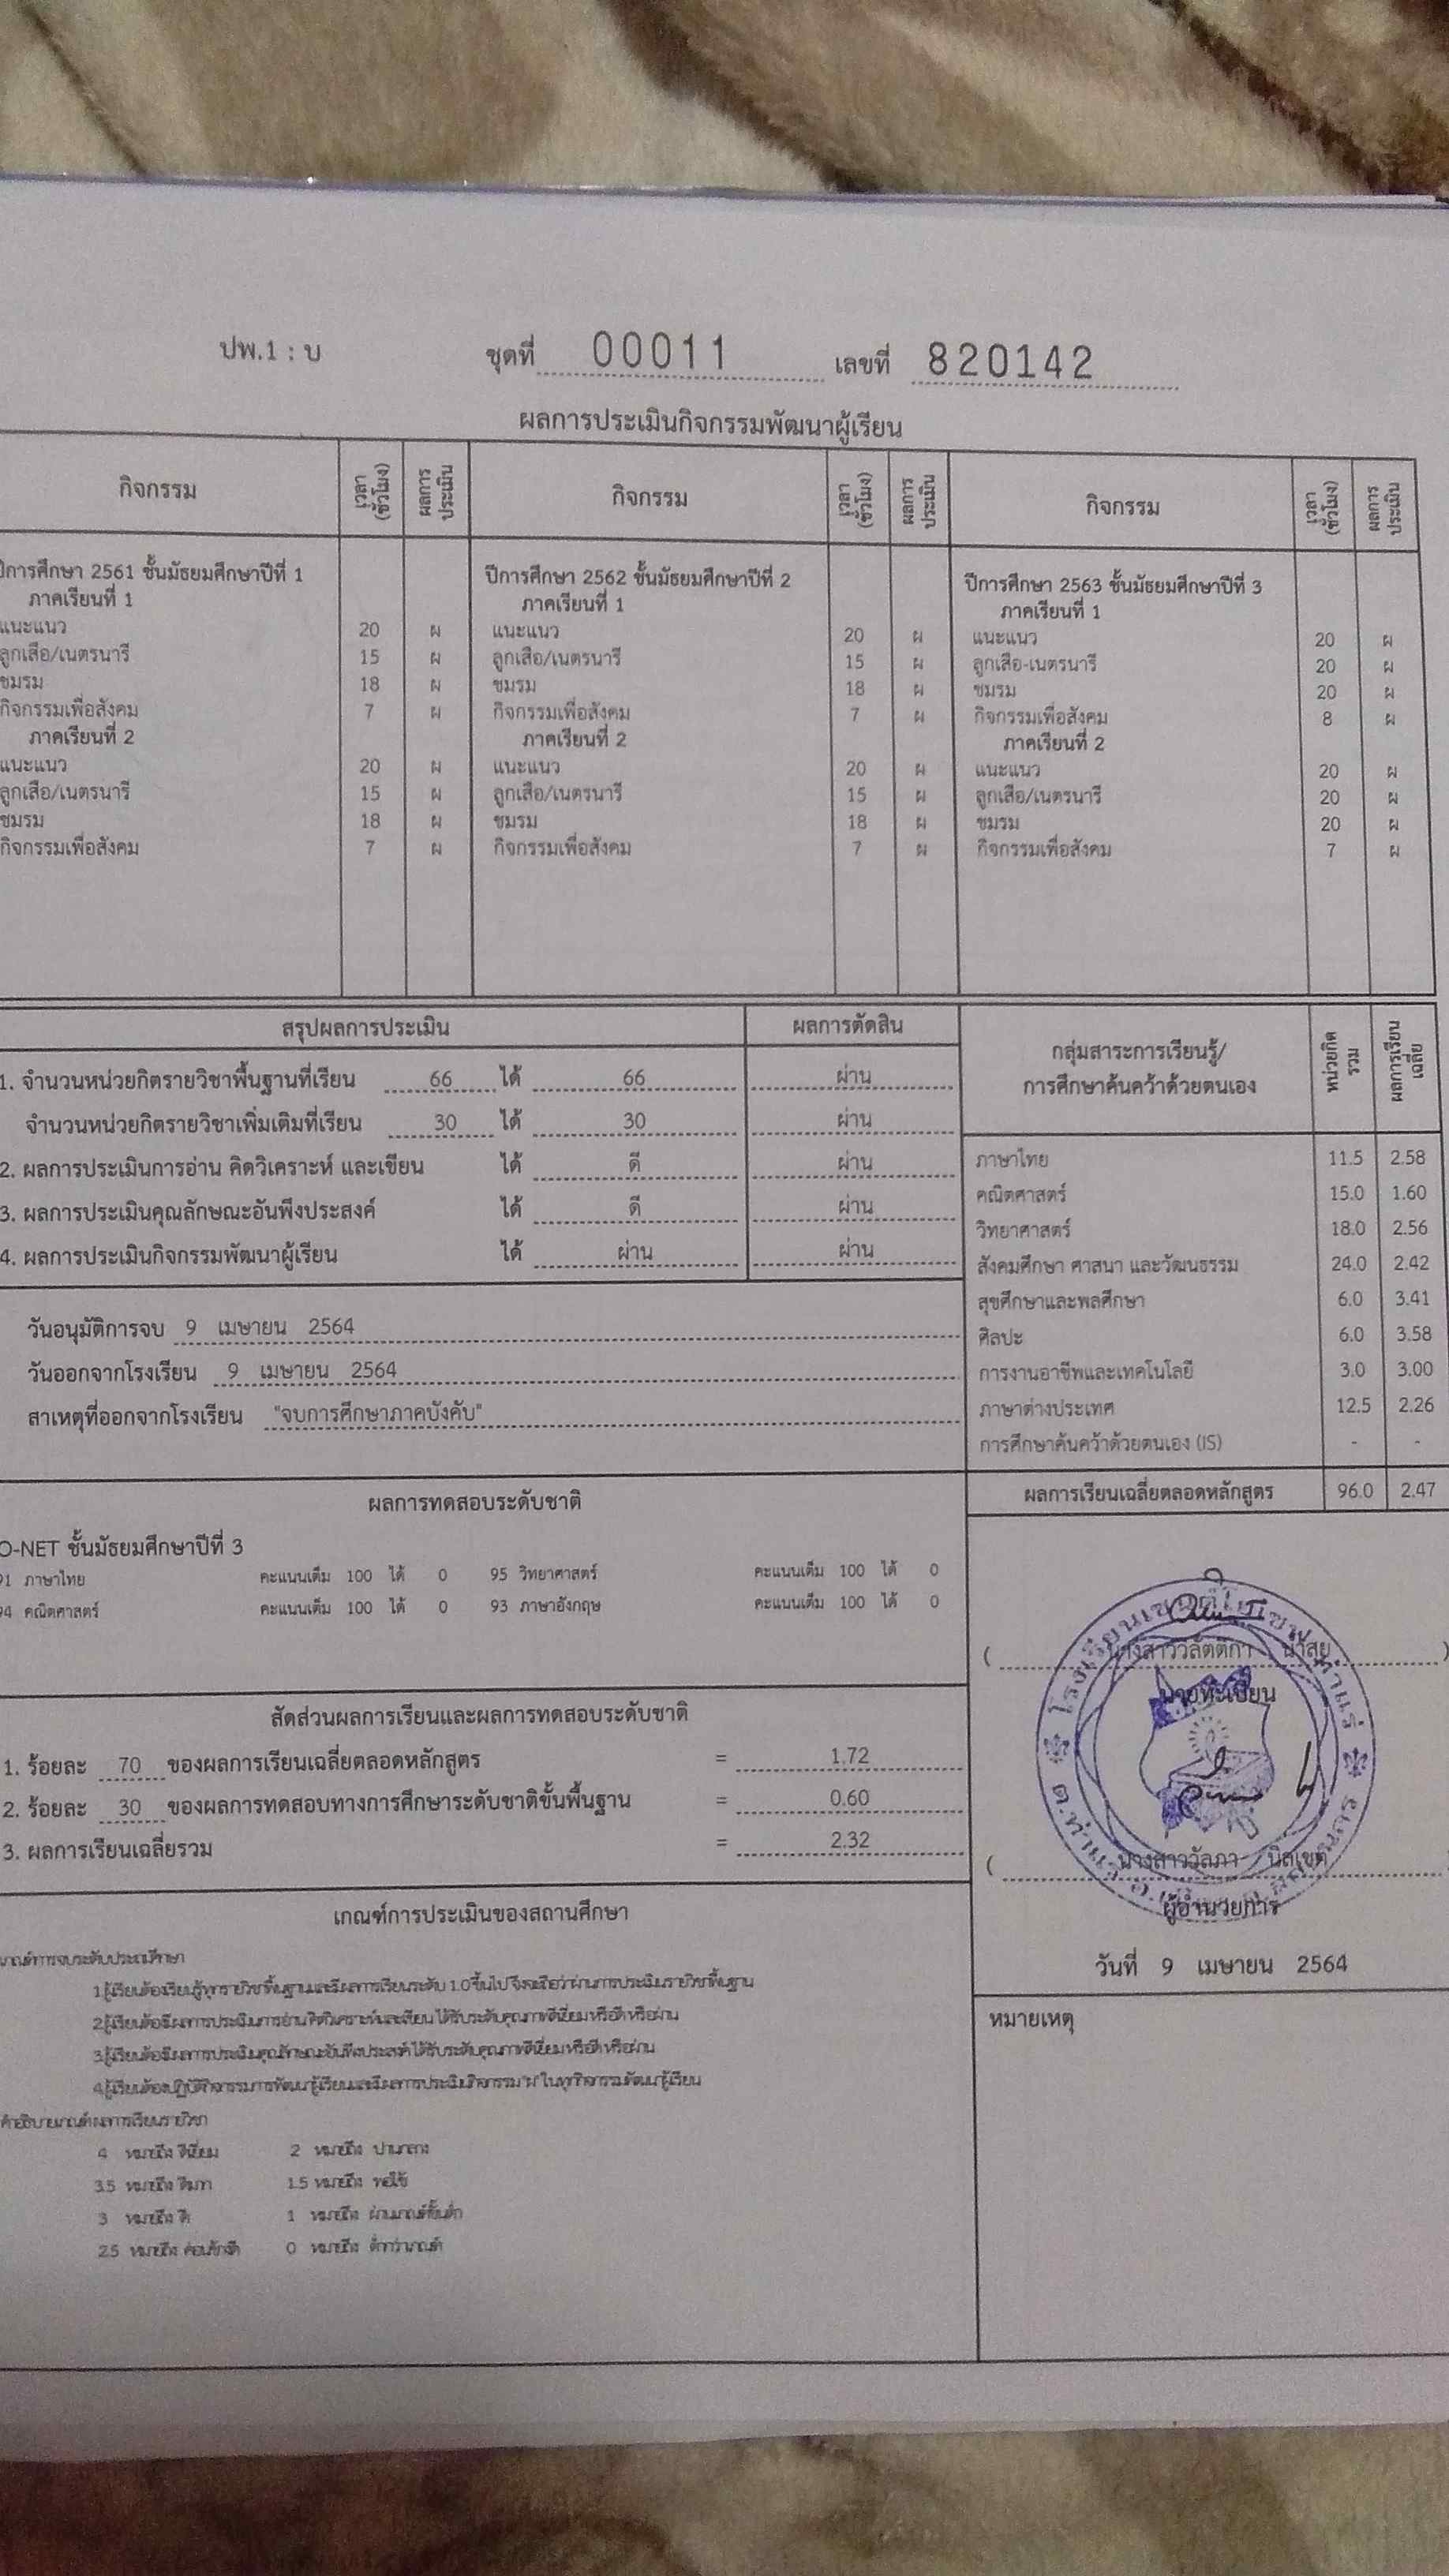 ปพ.1 : บ ชุดที่ 00011 เลขที่ 820142
ผลการประเมินกิจกรรมพัฒนาผู้เรียน
กิจกรรม เวลา (ชั่วโมง) ผลการประเมิน กิจกรรม เวลา (ชั่วโมง) ผลการประเมิน กิจกรรม เวลา (ชั่วโมง) ผลการประเมิน
ปีการศึกษา 2561 ชั้นมัธยมศึกษาปีที่ 1 ปีการศึกษา 2562 ชั้นมัธยมศึกษาปีที่ 2 ปีการศึกษา 2563 ชั้นมัธยมศึกษาปีที่ 3
ภาคเรียนที่ 1 ภาคเรียนที่ 1 ภาคเรียนที่ 1
แนะแนว 20 ผ แนะแนว 20 ผ แนะแนว 20 ผ
ลูกเสือ/เนตรนารี 15 ผ ลูกเสือ/เนตรนารี 15 ผ ลูกเสือ-เนตรนารี 20 ผ
ชมรม 18 ผ ชมรม 18 ผ ชมรม 20 ผ
กิจกรรมเพื่อสังคม 7 ผ กิจกรรมเพื่อสังคม 7 ผ กิจกรรมเพื่อสังคม 8 ผ
ภาคเรียนที่ 2 ภาคเรียนที่ 2 ภาคเรียนที่ 2
แนะแนว 20 ผ แนะแนว 20 ผ แนะแนว 20 ผ
ลูกเสือ/เนตรนารี 15 ผ ลูกเสือ/เนตรนารี 15 ผ ลูกเสือ/เนตรนารี 20 ผ
ชมรม 18 ผ ชมรม 18 ผ ชมรม 20 ผ
กิจกรรมเพื่อสังคม 7 ผ กิจกรรมเพื่อสังคม 7 ผ กิจกรรมเพื่อสังคม 7 ผ
สรุปผลการประเมิน ผลการตัดสิน
1. จำนวนหน่วยกิตรายวิชาพื้นฐานที่เรียน 66 ได้ 66 ผ่าน
จำนวนหน่วยกิตรายวิชาเพิ่มเติมที่เรียน 30 ได้ 30 ผ่าน
2. ผลการประเมินการอ่าน คิดวิเคราะห์ และเขียน ได้ ดี ผ่าน
3. ผลการประเมินคุณลักษณะอันพึงประสงค์ ได้ ดี ผ่าน
4. ผลการประเมินกิจกรรมพัฒนาผู้เรียน ได้ ผ่าน ผ่าน
วันอนุมัติการจบ 9 เมษายน 2564
วันออกจากโรงเรียน 9 เมษายน 2564
สาเหตุที่ออกจากโรงเรียน "จบการศึกษาภาคบังคับ"
กลุ่มสาระการเรียนรู้/ หน่วยกิตรวม ผลการเรียนเฉลี่ย
การศึกษาค้นคว้าด้วยตนเอง
ภาษาไทย 11.5 2.58
คณิตศาสตร์ 15.0 1.60
วิทยาศาสตร์ 18.0 2.56
สังคมศึกษา ศาสนา และวัฒนธรรม 24.0 2.42
สุขศึกษาและพลศึกษา 6.0 3.41
ศิลปะ 6.0 3.58
การงานอาชีพและเทคโนโลยี 3.0 3.00
ภาษาต่างประเทศ 12.5 2.26
การศึกษาค้นคว้าด้วยตนเอง (IS) - -
ผลการเรียนเฉลี่ยตลอดหลักสูตร 96.0 2.47
ผลการทดสอบระดับชาติ
O-NET ชั้นมัธยมศึกษาปีที่ 3
91 ภาษาไทย คะแนนเต็ม 100 ได้ 0 95 วิทยาศาสตร์ คะแนนเต็ม 100 ได้ 0
94 คณิตศาสตร์ คะแนนเต็ม 100 ได้ 0 93 ภาษาอังกฤษ คะแนนเต็ม 100 ได้ 0
สัดส่วนผลการเรียนและผลการทดสอบระดับชาติ
1. ร้อยละ 70 ของผลการเรียนเฉลี่ยตลอดหลักสูตร = 1.72
2. ร้อยละ 30 ของผลการทดสอบทางการศึกษาระดับชาติขั้นพื้นฐาน = 0.60
3. ผลการเรียนเฉลี่ยรวม = 2.32
นายทะเบียน
ผู้อำนวยการ
วันที่ 9 เมษายน 2564
หมายเหตุ
เกณฑ์การประเมินของสถานศึกษา
เกณฑ์การจบระดับประถมศึกษา
1.ผู้เรียนต้องเรียนรู้ทุกรายวิชาพื้นฐานและมีผลการเรียนระดับ 1.0 ขึ้นไป จึงจะถือว่าผ่านการประเมินรายวิชาพื้นฐาน
2.ผู้เรียนต้องมีผลการประเมินการอ่าน คิดวิเคราะห์และเขียน ได้รับระดับคุณภาพดีเยี่ยม หรือดี หรือผ่าน
3.ผู้เรียนต้องมีผลการประเมินคุณลักษณะอันพึงประสงค์ ได้รับระดับคุณภาพดีเยี่ยม หรือดี หรือผ่าน
4.ผู้เรียนต้องปฏิบัติกิจกรรมการพัฒนาผู้เรียนและมีผลการประเมินกิจกรรม "ผ" ในทุกกิจกรรมพัฒนาผู้เรียน
คำอธิบายเกณฑ์ผลการเรียนรายวิชา
4 หมายถึง ดีเยี่ยม 2 หมายถึง ปานกลาง
3.5 หมายถึง ดีมาก 1.5 หมายถึง พอใช้
3 หมายถึง ดี 1 หมายถึง ผ่านเกณฑ์ขั้นต่ำ
2.5 หมายถึง ค่อนข้างดี 0 หมายถึง ต่ำกว่าเกณฑ์